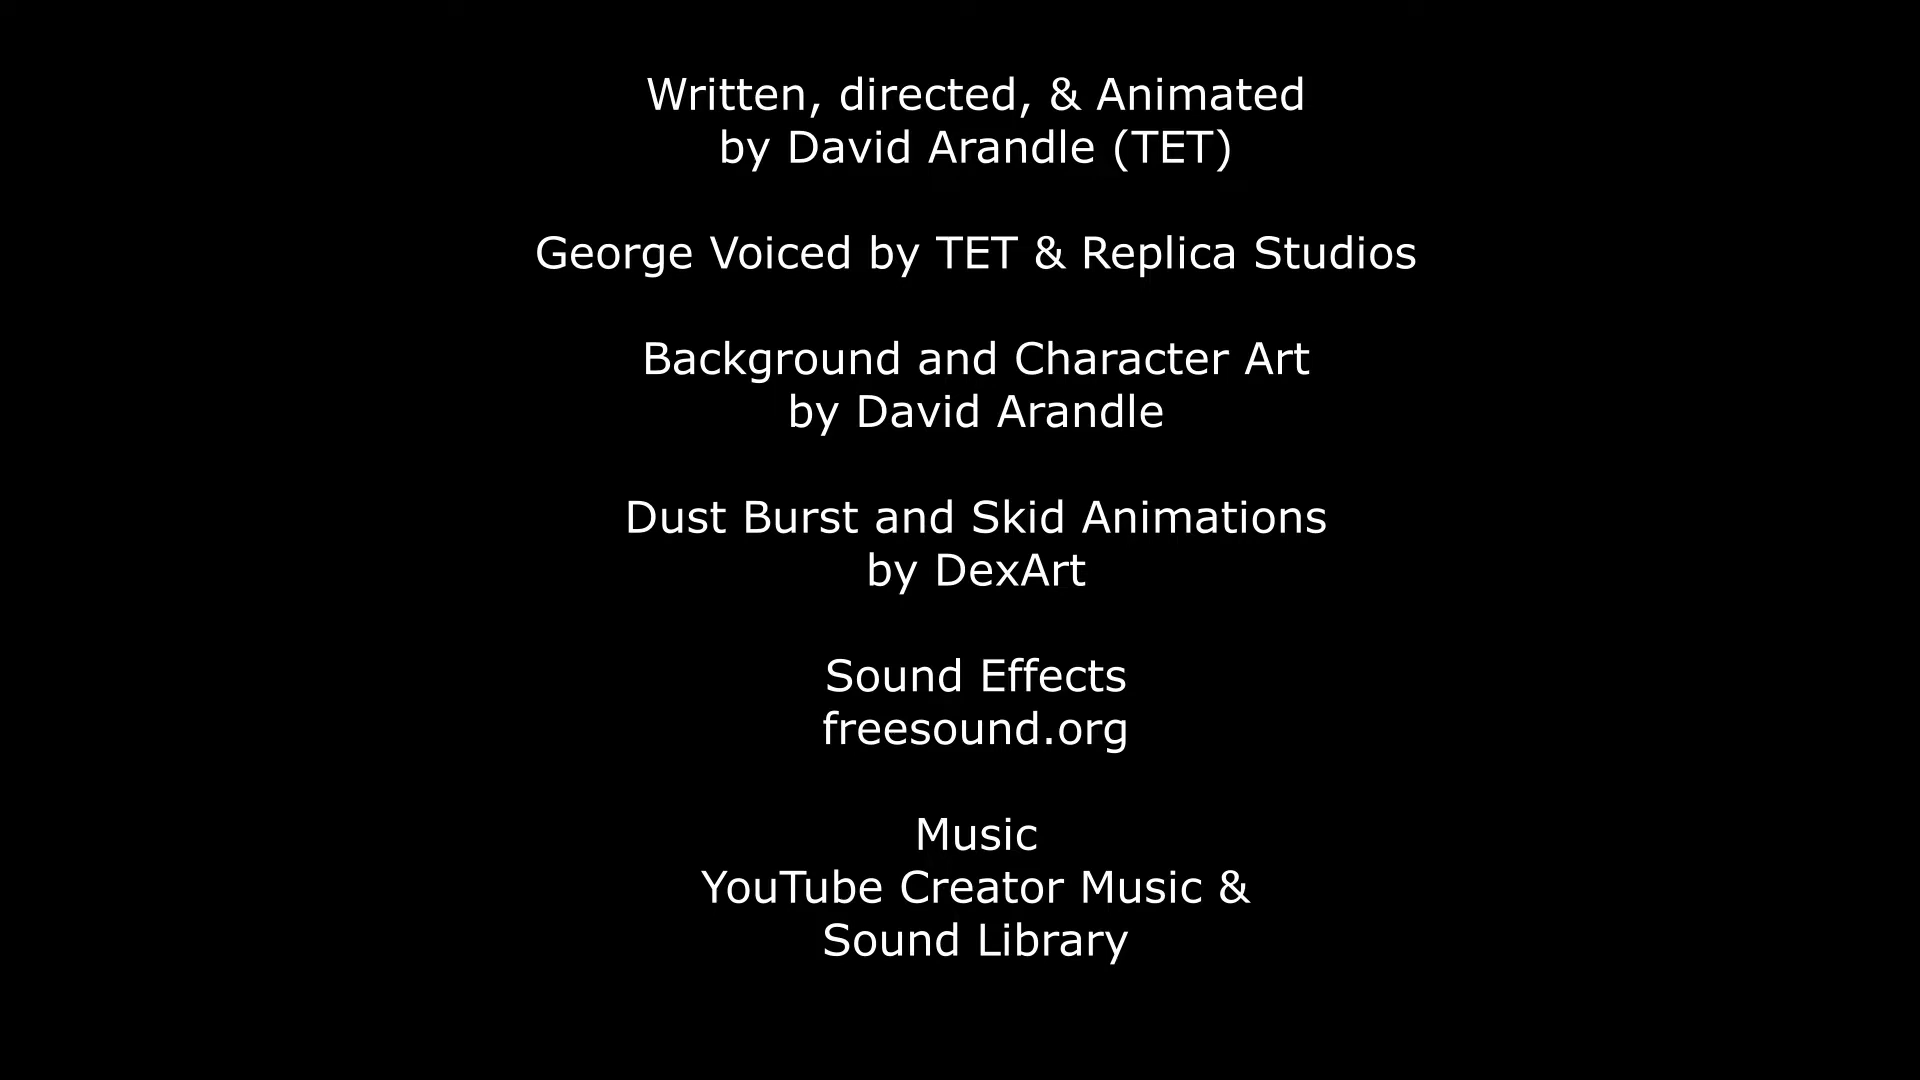 Written, directed, & Animated
by David Arandle (TET)
George Voiced by TET & Replica Studios
Background and Character Art
by David Arandle
Dust Burst and Skid Animations
by DexArt
Sound Effects
freesound.org
Music
YouTube Creator Music &
Sound Library